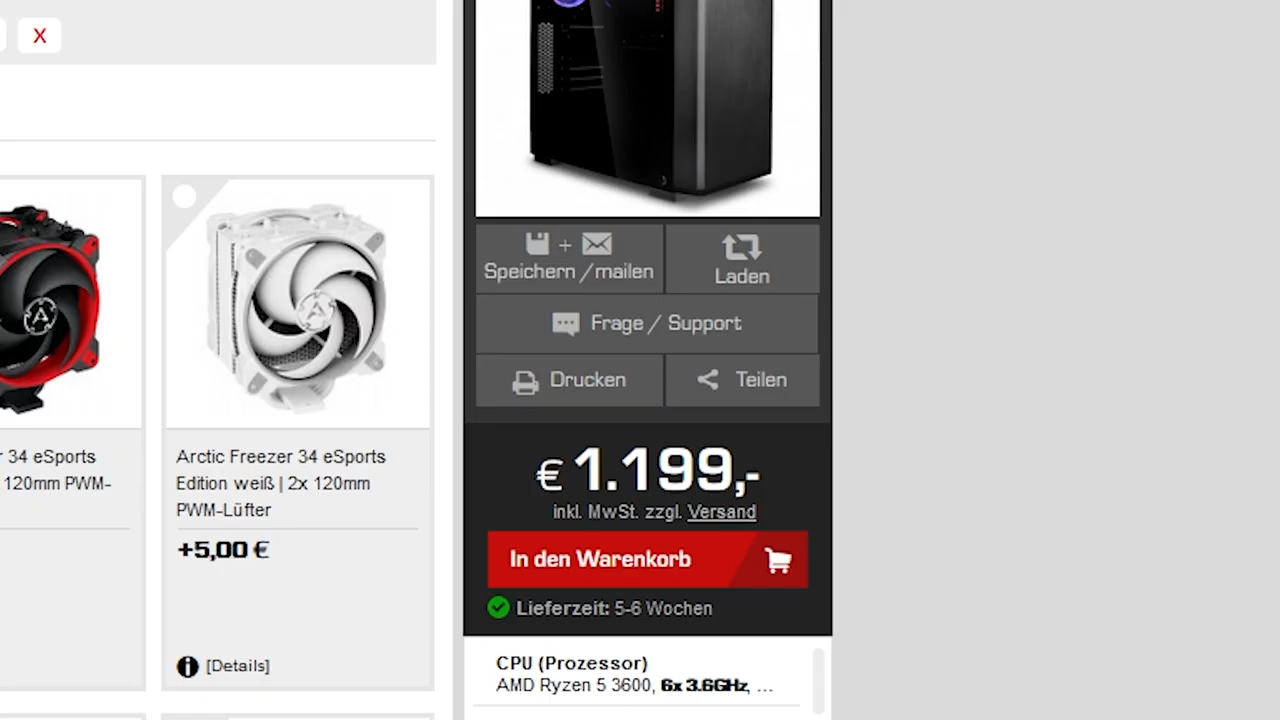 X
r 34 eSports
120mm PWM-
Arctic Freezer 34 eSports
Edition weiß | 2x 120mm
PWM-Lüfter
+5,00 €
[Details]
Speichern / mailen
Laden
Frage / Support
Drucken
Teilen
€ 1.199,-
inkl. MwSt. zzgl. Versand
In den Warenkorb
Lieferzeit: 5-6 Wochen
CPU (Prozessor)
AMD Ryzen 5 3600, 6x 3.6GHz, ...